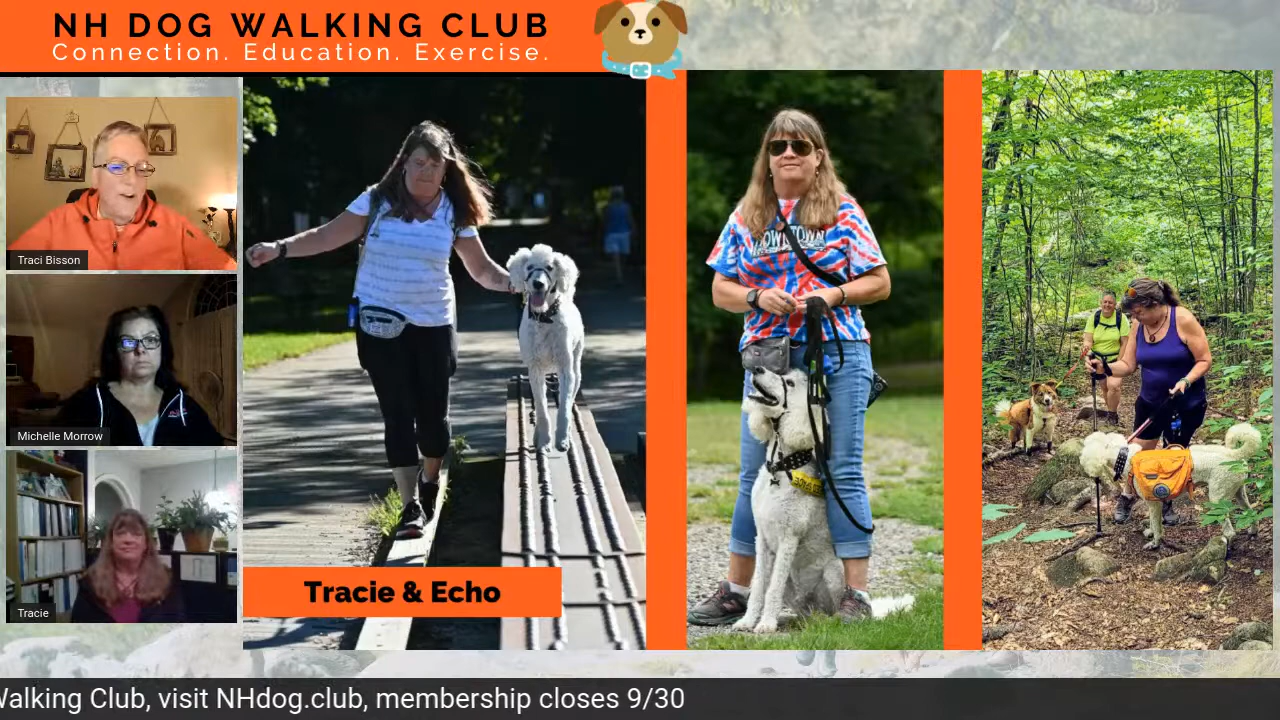 NH DOG WALKING CLUB
Connection. Education. Exercise.
Traci Bisson
Michelle Morrow
Tracie
Tracie & Echo
Walking Club, visit NHdog.club, membership closes 9/30